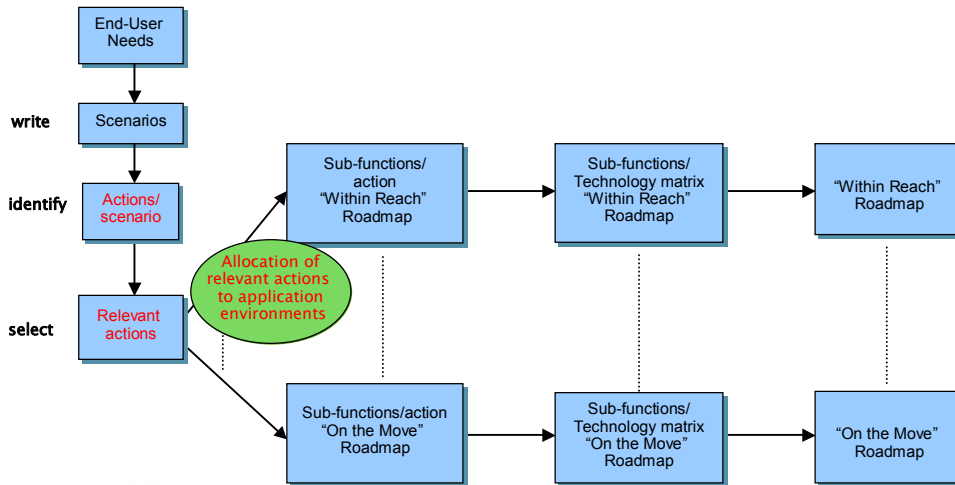 End-User
Needs
write
Scenarios
identify
Actions/
scenario
select
Relevant
actions
Allocation of
relevant actions
to application
environments
Sub-functions/
action
“Within Reach”
Roadmap
Sub-functions/
Technology matrix
“Within Reach”
Roadmap
“Within Reach”
Roadmap
Sub-functions/action
“On the Move”
Roadmap
Sub-functions/
Technology matrix
“On the Move”
Roadmap
“On the Move”
Roadmap